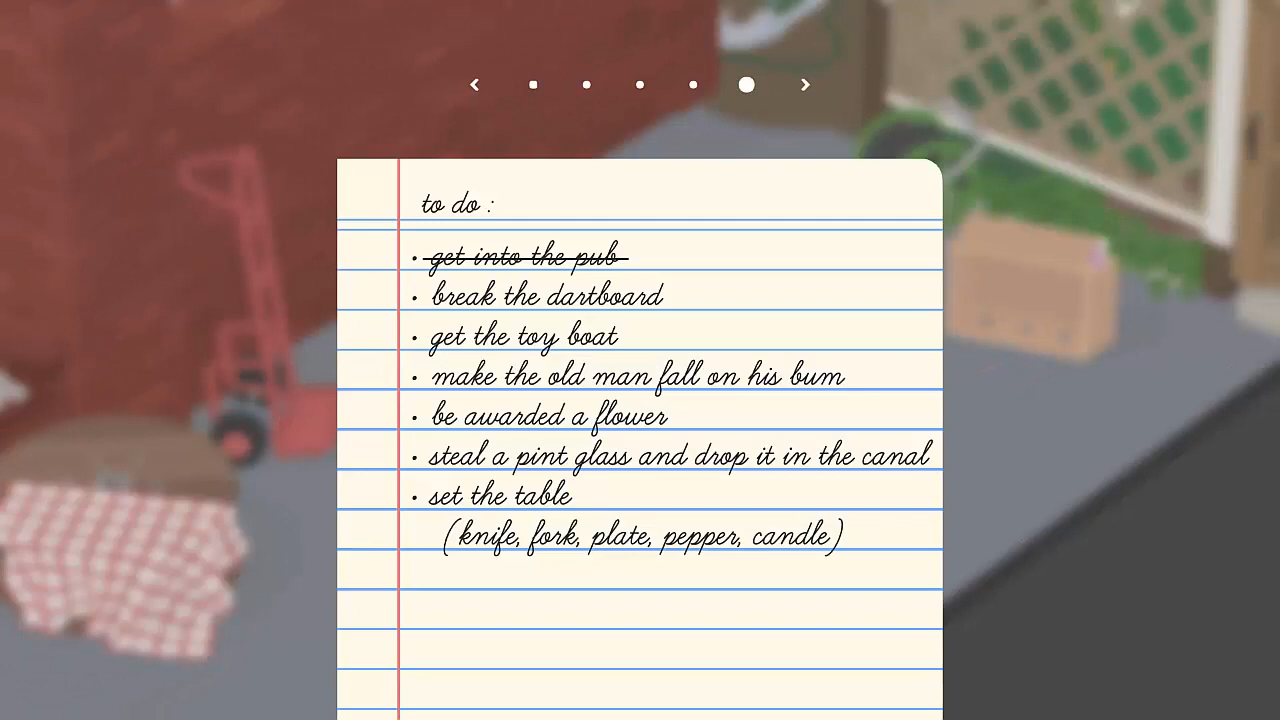 to do :
• get into the pub
• break the dartboard
• get the toy boat
• make the old man fall on his bum
• be awarded a flower
• steal a pint glass and drop it in the canal
• set the table
(knife, fork, plate, pepper, candle)